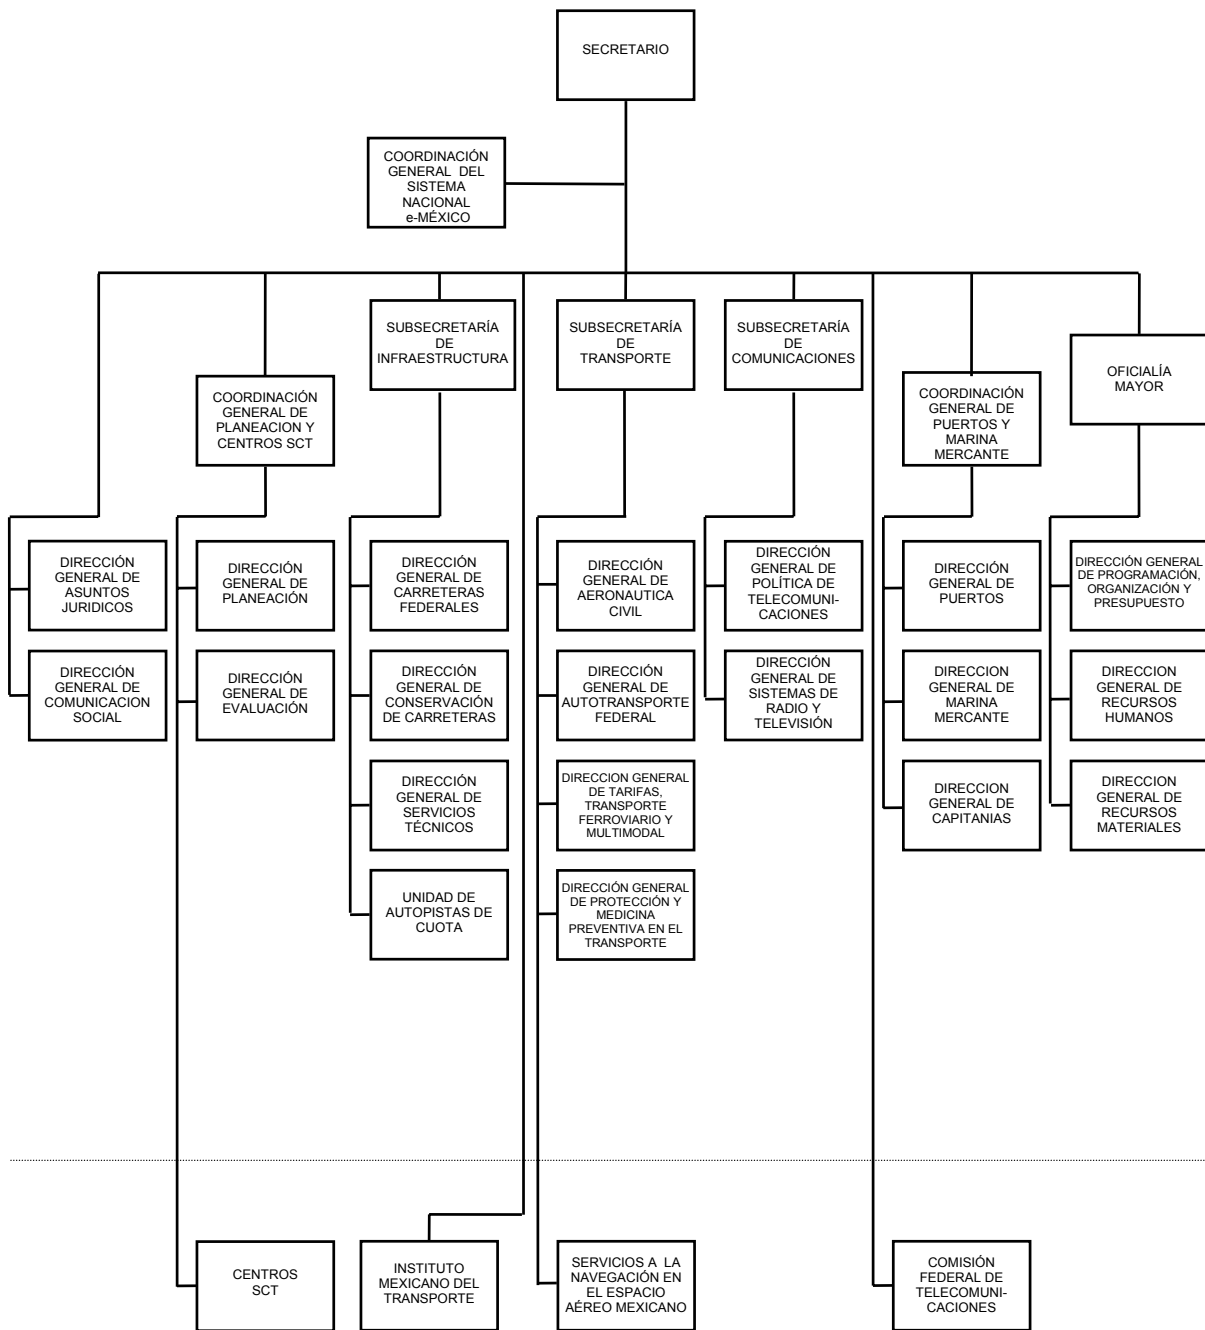 SECRETARIO
COORDINACIÓN
GENERAL DEL
SISTEMA
NACIONAL
e-MÉXICO
SUBSECRETARÍA
DE
INFRAESTRUCTURA
SUBSECRETARÍA
DE
TRANSPORTE
SUBSECRETARÍA
DE
COMUNICACIONES
OFICIALÍA
MAYOR
COORDINACIÓN
GENERAL DE
PLANEACION Y
CENTROS SCT
COORDINACIÓN
GENERAL DE
PUERTOS Y
MARINA
MERCANTE
DIRECCIÓN
GENERAL DE
ASUNTOS
JURIDICOS
DIRECCIÓN
GENERAL DE
PLANEACIÓN
DIRECCIÓN
GENERAL DE
CARRETERAS
FEDERALES
DIRECCIÓN
GENERAL DE
AERONAUTICA
CIVIL
DIRECCIÓN
GENERAL DE
POLÍTICA DE
TELECOMUNI-
CACIONES
DIRECCIÓN
GENERAL DE
PUERTOS
DIRECCIÓN GENERAL
DE PROGRAMACIÓN,
ORGANIZACIÓN Y
PRESUPUESTO
DIRECCIÓN
GENERAL DE
COMUNICACION
SOCIAL
DIRECCIÓN
GENERAL DE
EVALUACIÓN
DIRECCIÓN
GENERAL DE
CONSERVACIÓN
DE CARRETERAS
DIRECCIÓN
GENERAL DE
AUTOTRANSPORTE
FEDERAL
DIRECCIÓN
GENERAL DE
SISTEMAS DE
RADIO Y
TELEVISIÓN
DIRECCION
GENERAL DE
MARINA
MERCANTE
DIRECCION
GENERAL DE
RECURSOS
HUMANOS
DIRECCIÓN
GENERAL DE
SERVICIOS
TÉCNICOS
DIRECCION GENERAL
DE TARIFAS,
TRANSPORTE
FERROVIARIO Y
MULTIMODAL
DIRECCION
GENERAL DE
CAPITANIAS
DIRECCION
GENERAL DE
RECURSOS
MATERIALES
UNIDAD DE
AUTOPISTAS DE
CUOTA
DIRECCIÓN GENERAL
DE PROTECCIÓN Y
MEDICINA
PREVENTIVA EN EL
TRANSPORTE
CENTROS
SCT
INSTITUTO
MEXICANO DEL
TRANSPORTE
SERVICIOS A LA
NAVEGACIÓN EN
EL ESPACIO
AÉREO MEXICANO
COMISIÓN
FEDERAL DE
TELECOMUNI-
CACIONES